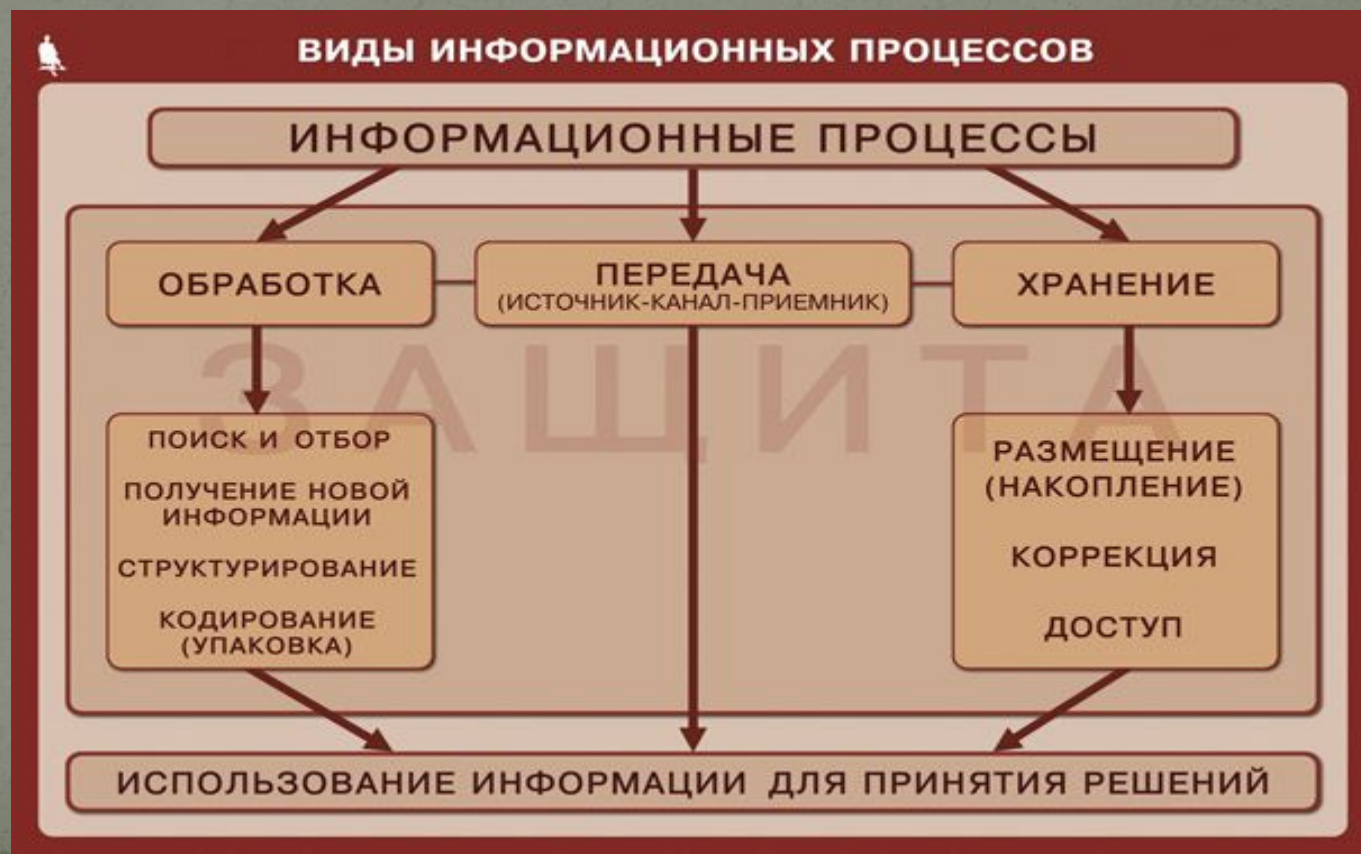 ВИДЫ ИНФОРМАЦИОННЫХ ПРОЦЕССОВ
ИНФОРМАЦИОННЫЕ ПРОЦЕССЫ
ОБРАБОТКА
ПЕРЕДАЧА
(ИСТОЧНИК-КАНАЛ-ПРИЕМНИК)
ХРАНЕНИЕ
ЗАЩИТА
ПОИСК И ОТБОР
ПОЛУЧЕНИЕ НОВОЙ
ИНФОРМАЦИИ
СТРУКТУРИРОВАНИЕ
КОДИРОВАНИЕ
(УПАКОВКА)
РАЗМЕЩЕНИЕ
(НАКОПЛЕНИЕ)
КОРРЕКЦИЯ
ДОСТУП
ИСПОЛЬЗОВАНИЕ ИНФОРМАЦИИ ДЛЯ ПРИНЯТИЯ РЕШЕНИЙ